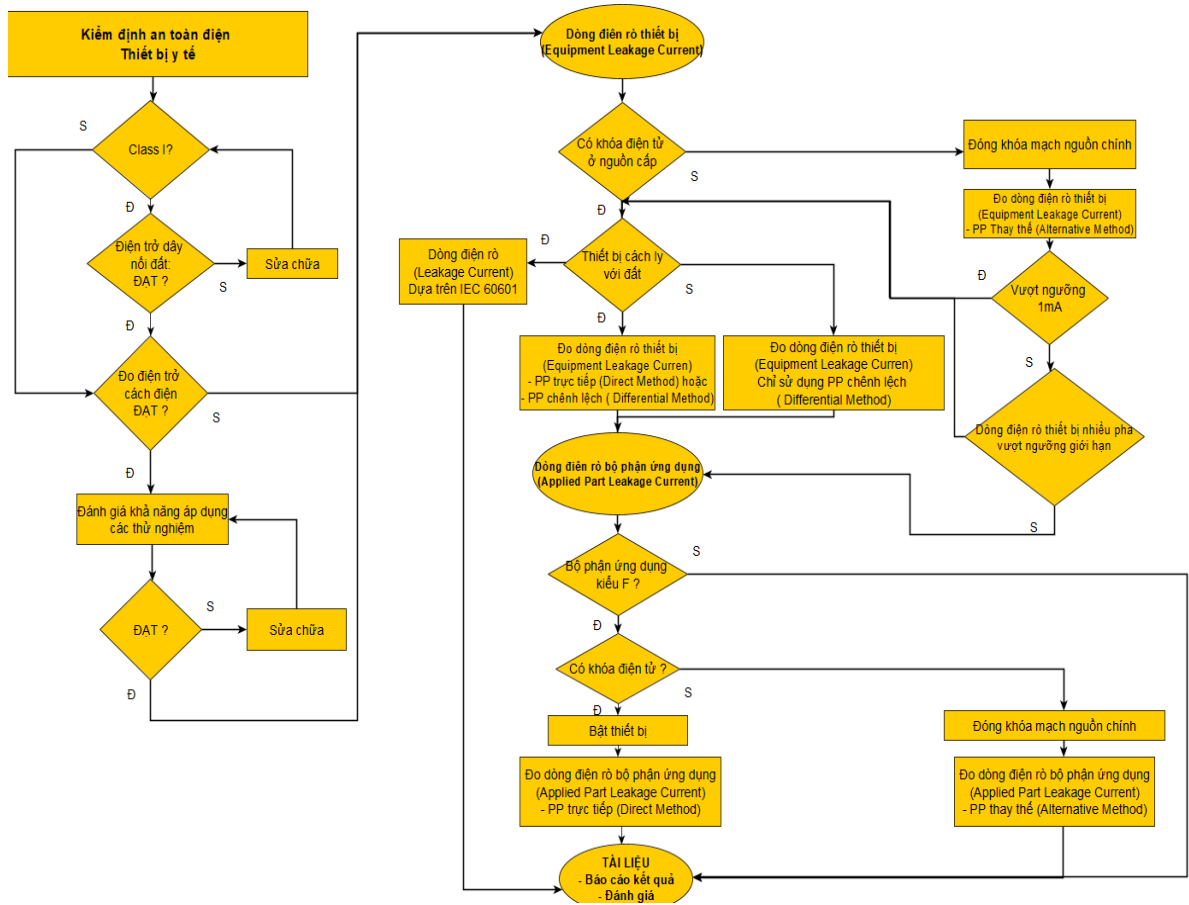 Kiểm định an toàn điện
Thiết bị y tế
S
Class I?
Đ
Điện trở dây
nối đất:
ĐẠT ?
S
Sửa chữa
Đ
Đo điện trở
cách điện
ĐẠT ?
S
Đ
Đánh giá khả năng áp dụng
các thử nghiệm
ĐẠT ?
S
Sửa chữa
Đ
Dòng điên rò thiết bị
(Equipment Leakage Current)
Có khóa điện tử
ở nguồn cấp
S
Đ
Đóng khóa mạch nguồn chính
Đo dòng điện rò thiết bị
(Equipment Leakage Current)
- PP Thay thế (Alternative Method)
Đ
Vượt ngưỡng
1mA
S
Dòng điện rò thiết bị nhiều pha
vượt ngưỡng giới hạn
S
Thiết bị cách ly
với đất
Đ
S
Đ
Dòng điện rò
(Leakage Current)
Dựa trên IEC 60601
Đo dòng điện rò thiết bị
(Equipment Leakage Curren)
- PP trực tiếp (Direct Method) hoặc
- PP chênh lệch ( Differential Method)
Đo dòng điện rò thiết bị
(Equipment Leakage Curren)
Chỉ sử dụng PP chênh lệch
( Differential Method)
Dòng điên rò bộ phận ứng dụng
(Applied Part Leakage Current)
Bộ phận ứng dụng
kiểu F ?
S
Đ
Có khóa điện tử ?
S
Đ
Bật thiết bị
Đo dòng điện rò bộ phận ứng dụng
(Applied Part Leakage Current)
- PP trực tiếp (Direct Method)
Đóng khóa mạch nguồn chính
Đo dòng điện rò bộ phận ứng dụng
(Applied Part Leakage Current)
- PP thay thế (Alternative Method)
TÀI LIỆU
- Báo cáo kết quả
- Đánh giá